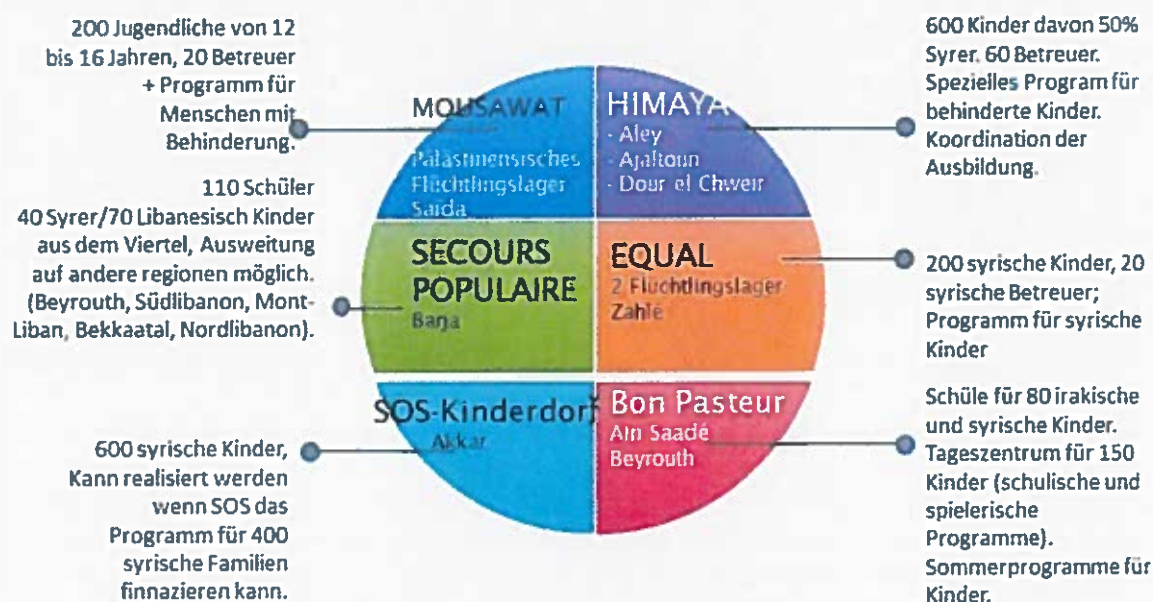 200 Jugendliche von 12
bis 16 Jahren, 20 Betreuer
+ Programm für
Menschen mit
Behinderung.
110 Schüler
40 Syrer/70 Libanesisch Kinder
aus dem Viertel, Ausweitung
auf andere regionen möglich.
(Beyrouth, Südlibanon, Mont-
Liban, Bekkaatal, Nordlibanon).
600 syrische Kinder,
Kann realisiert werden
wenn SOS das
Programm für 400
syrische Familien
finnazieren kann.
MOUSAWAT
Palästinensisches
Flüchtlingslager
Saida
HIMAYA
- Aley
- Ajaltoun
- Dour el Chweir
SECOURS
POPULAIRE
Barja
EQUAL
2 Flüchtlingslager
Zahlé
SOS-Kinderdorf
Akkar
Bon Pasteur
Ain Saadé
Beyrouth
600 Kinder davon 50%
Syrer. 60 Betreuer.
Spezielles Program für
behinderte Kinder.
Koordination der
Ausbildung.
200 syrische Kinder, 20
syrische Betreuer;
Programm für syrische
Kinder
Schüle für 80 irakische
und syrische Kinder.
Tageszentrum für 150
Kinder (schulische und
spielerische
Programme).
Sommerprogramme für
Kinder.